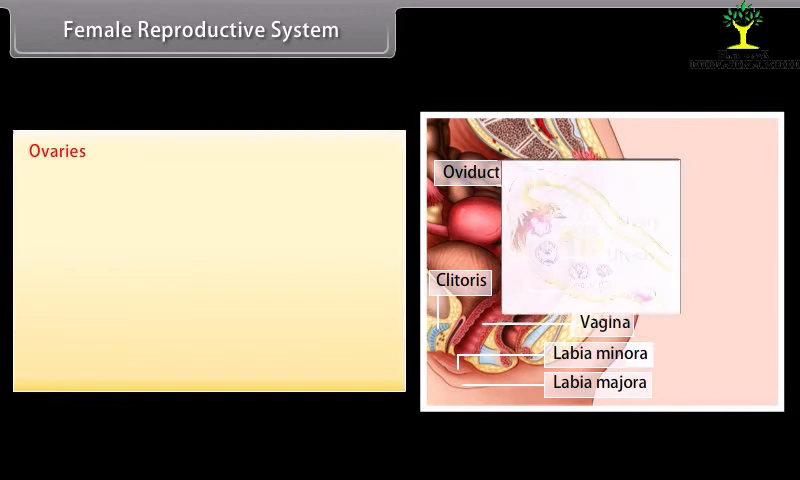 Female Reproductive System
Ovaries
Oviduct
Clitoris
Vagina
Labia minora
Labia majora